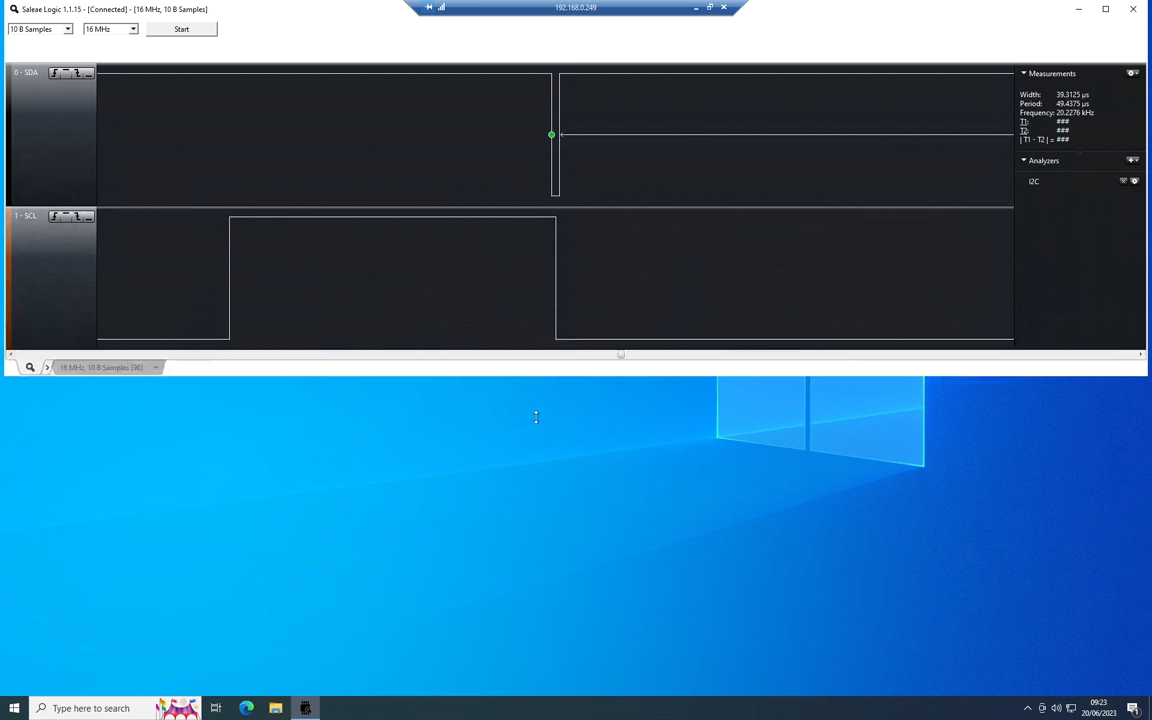 Saleae Logic 1.1.15 - [Connected] - [16 MHz, 10 B Samples]
192.168.0.249
10 B Samples
16 MHz
Start
0 - SDA
Measurements
Width: 39.3125 µs
Period: 49.4375 µs
Frequency: 20.2276 kHz
T1: ###
T2: ###
| T1 - T2 | = ###
Analyzers
I2C
1 - SCL
16 MHz, 10 B Samples [90]
Type here to search
09:23
20/06/2023
1